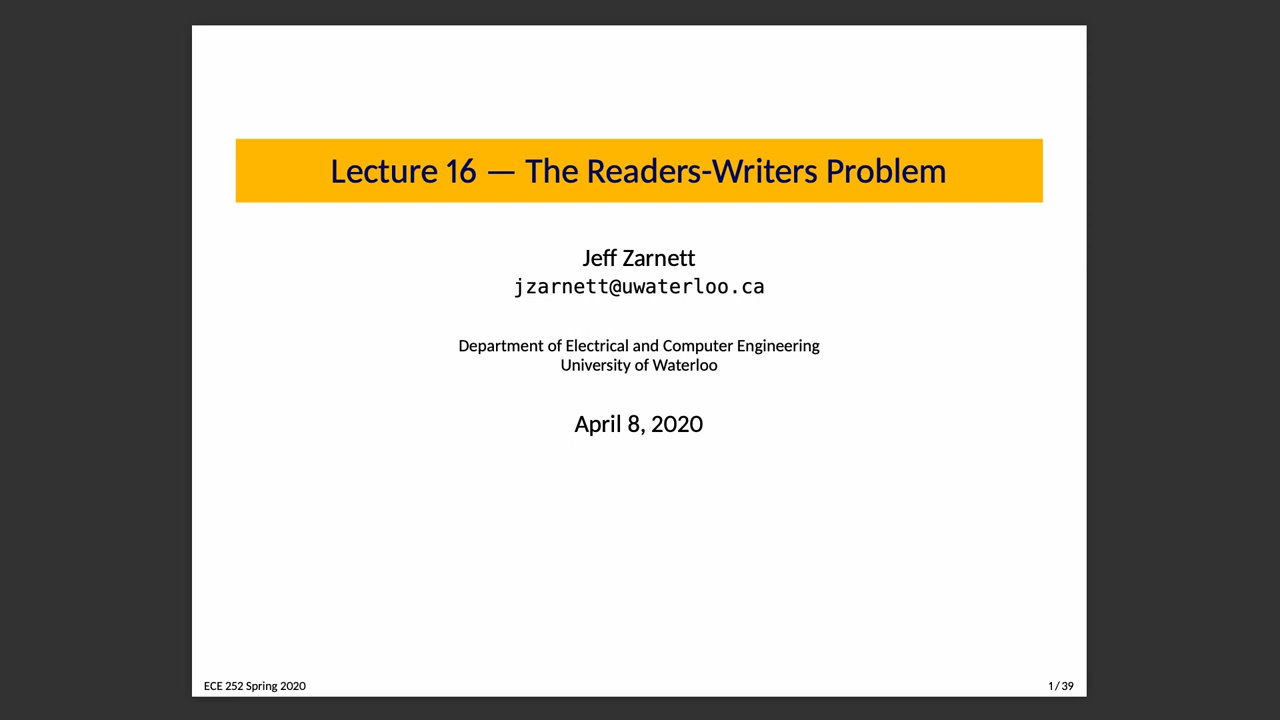 Lecture 16 — The Readers-Writers Problem
Jeff Zarnett
jzarnett@uwaterloo.ca
Department of Electrical and Computer Engineering
University of Waterloo
April 8, 2020
ECE 252 Spring 2020
1 / 39